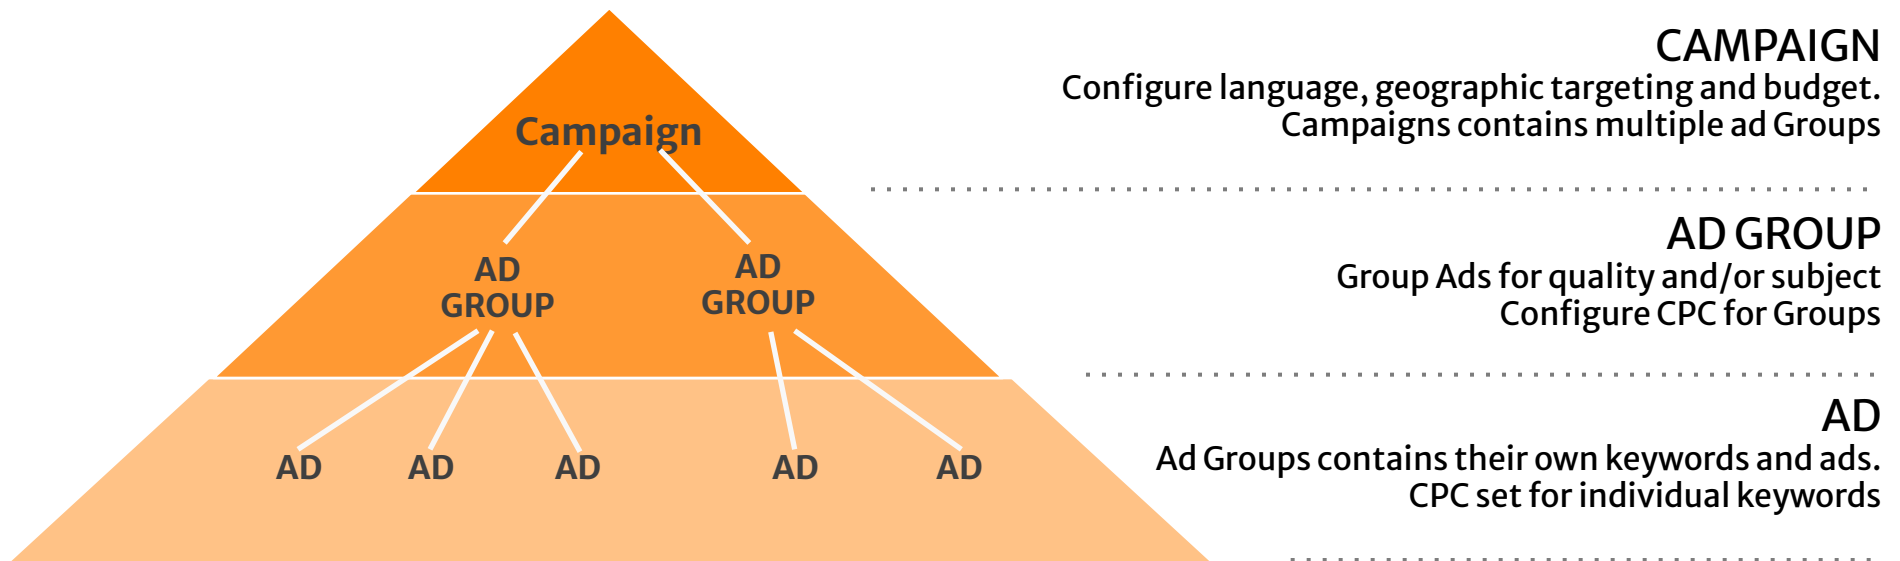 Campaign
AD
GROUP
AD
GROUP
AD
AD
AD
AD
AD
CAMPAIGN
Configure language, geographic targeting and budget.
Campaigns contains multiple ad Groups
AD GROUP
Group Ads for quality and/or subject
Configure CPC for Groups
AD
Ad Groups contains their own keywords and ads.
CPC set for individual keywords